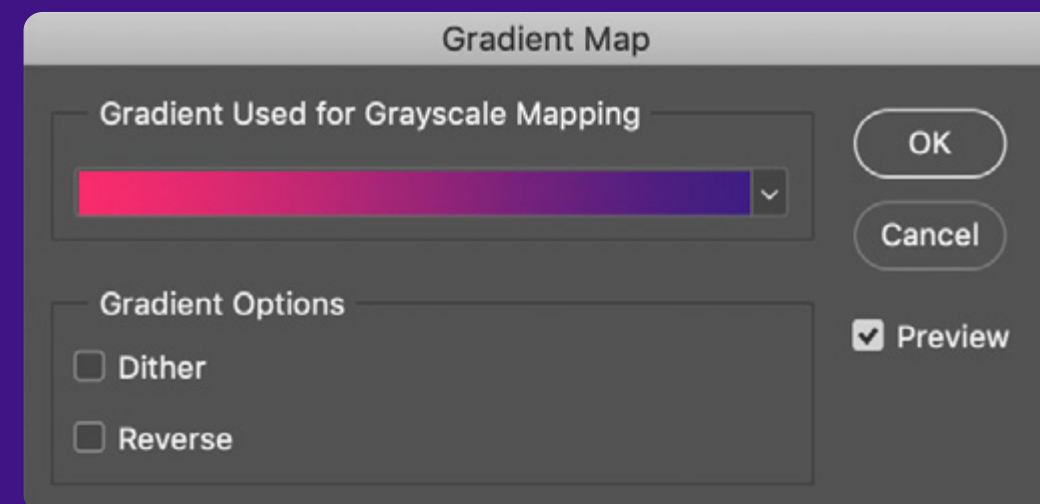 Gradient Map
Gradient Used for Grayscale Mapping
OK
Cancel
Gradient Options
Preview
Dither
Reverse